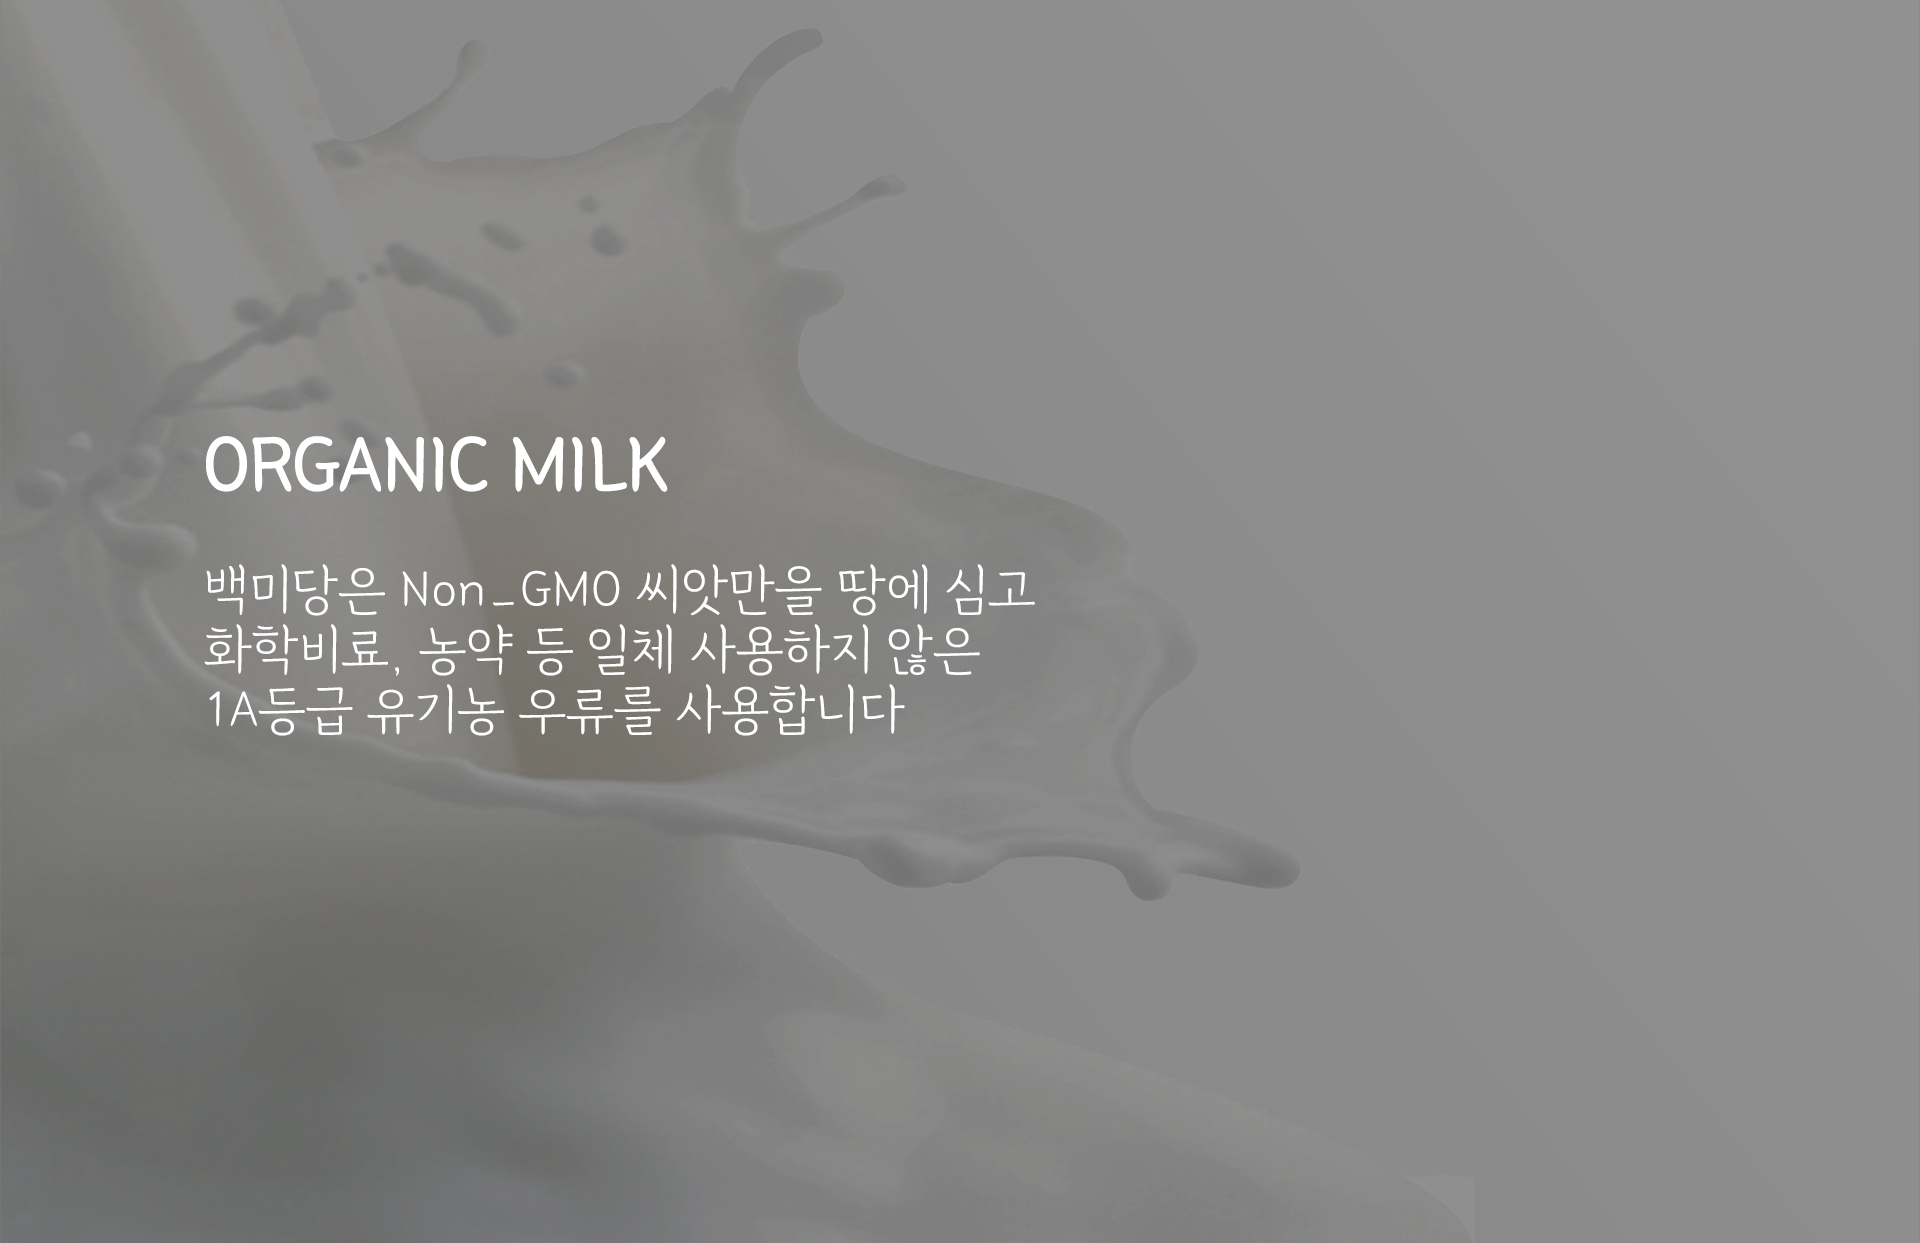 ORGANIC MILK
백미당은 Non_GMO 씨앗만을 땅에 심고
화학비료, 농약 등 일체 사용하지 않은
1A등급 유기농 우류를 사용합니다